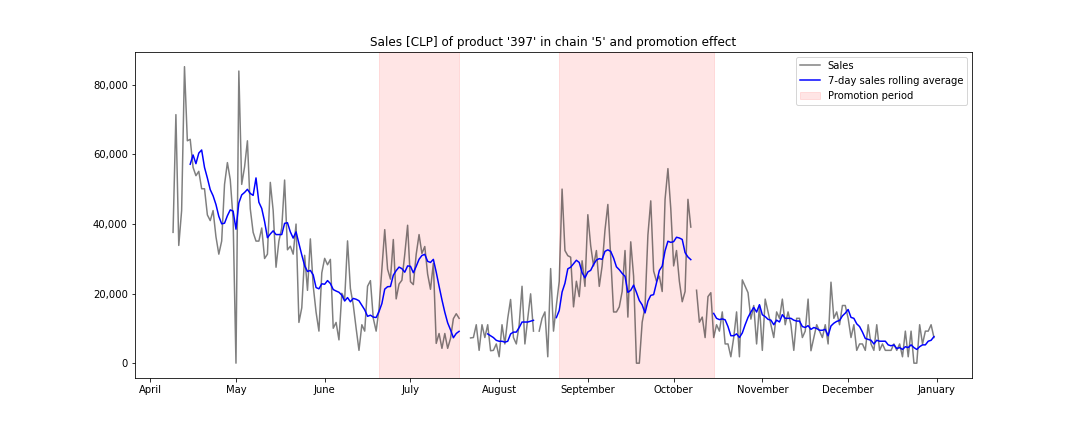 Sales [CLP] of product '397' in chain '5' and promotion effect
Sales
7-day sales rolling average
Promotion period
80,000
60,000
40,000
20,000
0
April May June July August September October November December January